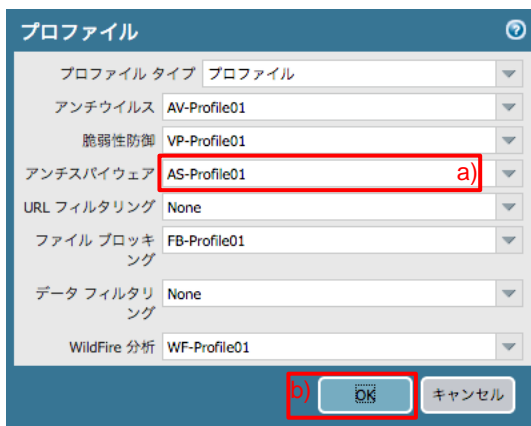 プロファイル
プロファイル タイプ プロファイル
アンチウイルス AV-Profile01
脆弱性防御 VP-Profile01
アンチスパイウェア AS-Profile01 a)
URL フィルタリング None
ファイル ブロッキ FB-Profile01
ング
データ フィルタリ None
ング
WildFire 分析 WF-Profile01
b) OK キャンセル